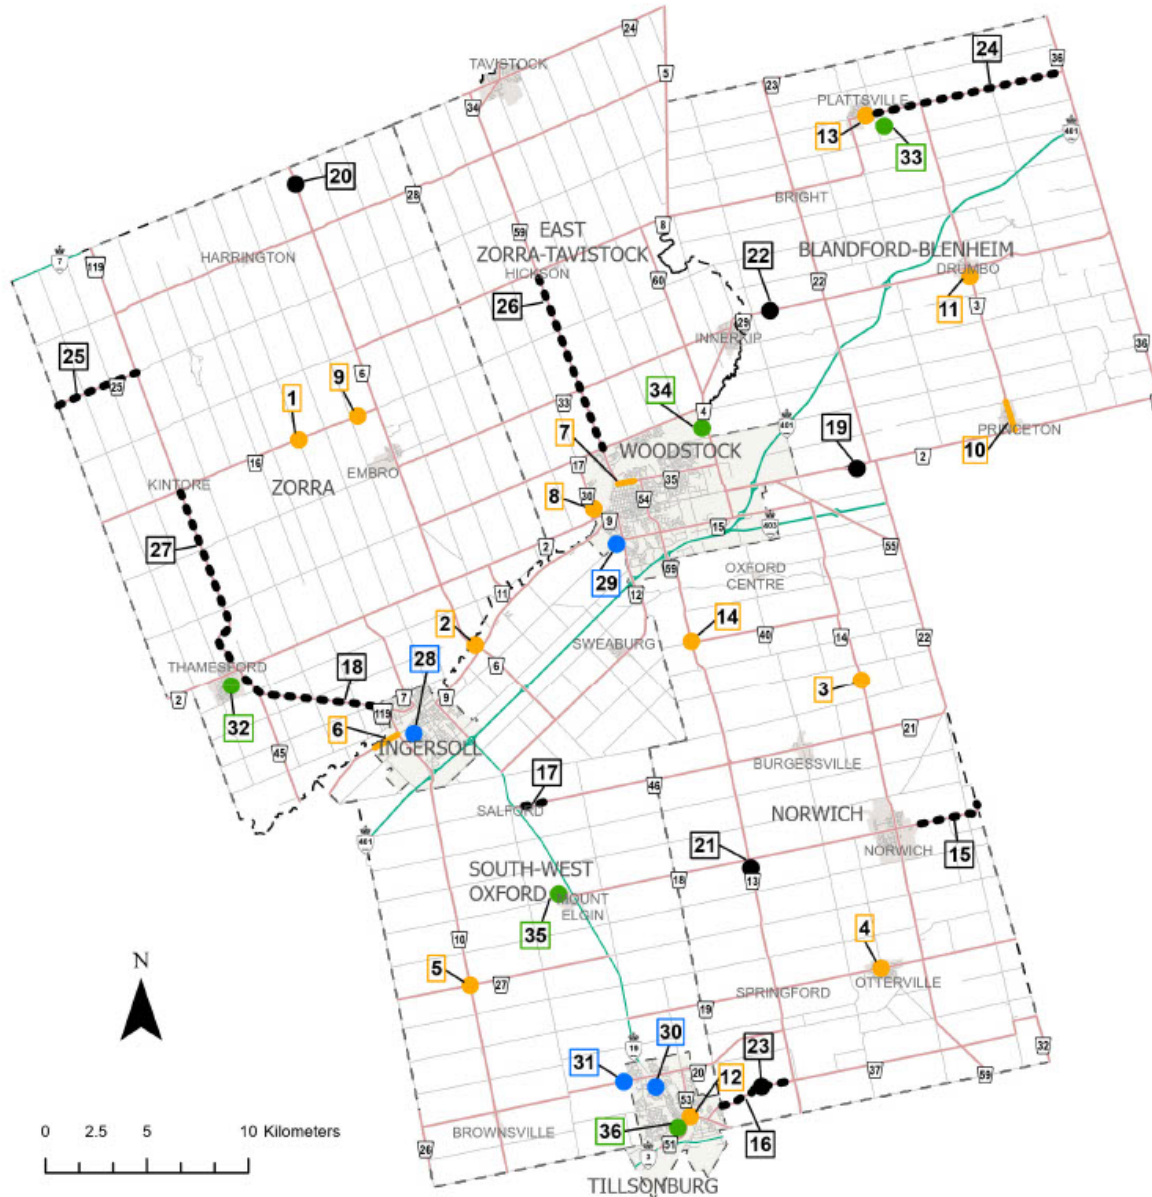 24
TAVISTOCK
5
34
23
24
36
PLATTSVILLE
13
33
401
20
28
BRIGHT
8
59
EAST
ZORRA-TAVISTOCK
HICKSON
7
119
HARRINGTON
22
BLANDFORD-BLENHEIM
DRUMBO
60
22
11
3
26
29
INNERKIP
36
25
25
6
9
1
34
33
4
401
7
WOODSTOCK
19
PRINCETON
10
2
16
EMBRO
17
35
KINTORE
ZORRA
30
54
8
9
15
403
27
2
55
29
59
OXFORD
CENTRE
11
12
2
14
40
14
22
SWEABURG
THAMESFORD
18
28
6
3
2
7
9
32
119
6
INGERSOLL
45
21
BURGESSVILLE
17
46
SALFORD
NORWICH
401
21
NORWICH
15
SOUTH-WEST
OXFORD
18
13
MOUNT
ELGIN
35
10
4
N
5
27
OTTERVILLE
SPRINGFORD
19
30
23
19
32
31
20
12
37
59
53
0 2.5 5 10 Kilometers
BROWNSVILLE
36
51
16
26
3
TILLSONBURG